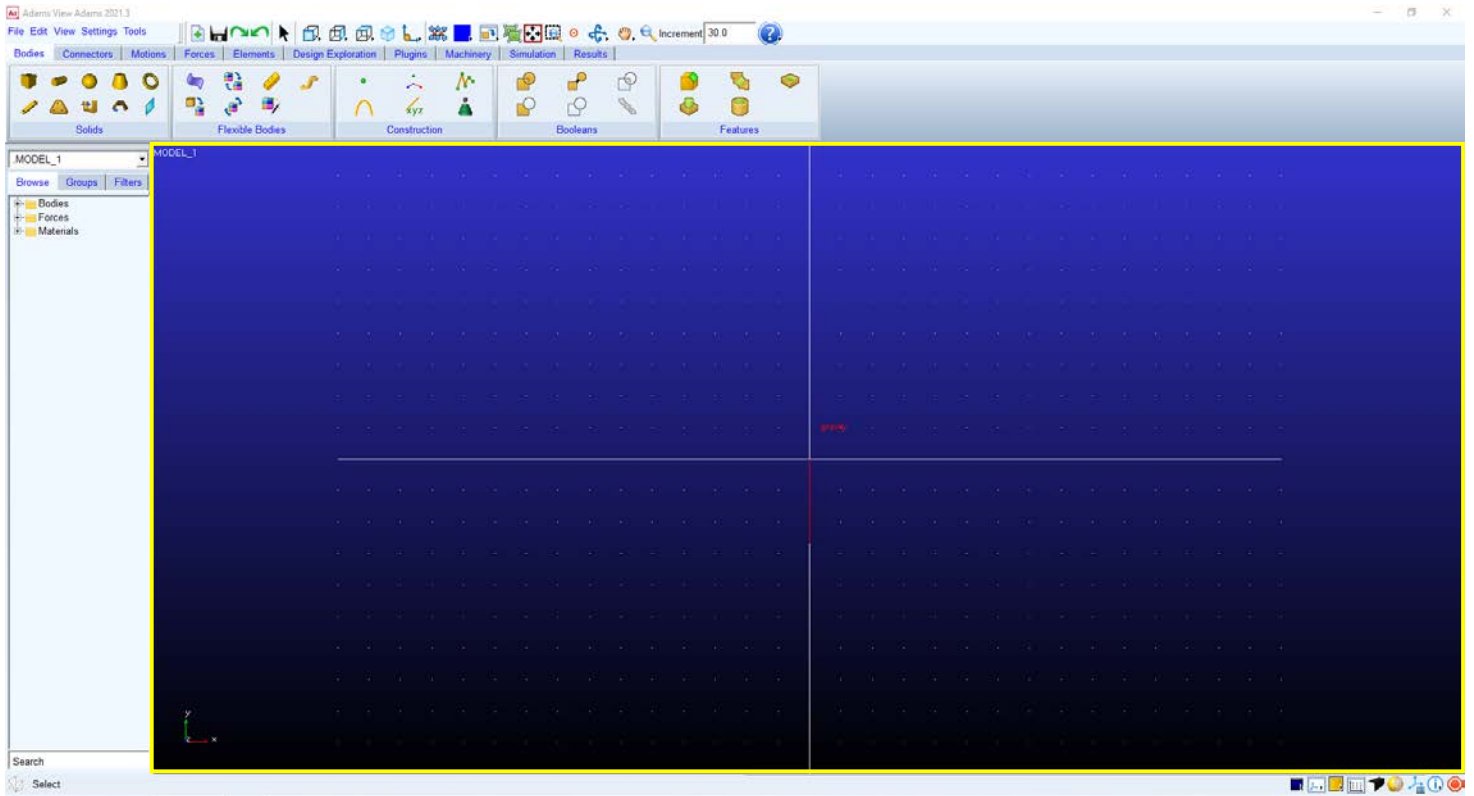 Adams View Adams 2021.3
File Edit View Settings Tools
Increment 30.0
Bodies Connectors Motions Forces Elements Design Exploration Plugins Machinery Simulation Results
xyz
Solids Flexible Bodies Construction Booleans Features
.MODEL_1
MODEL_1
Browse Groups Filters
Bodies
Forces
Materials
gravity
y
z x
Search
Select